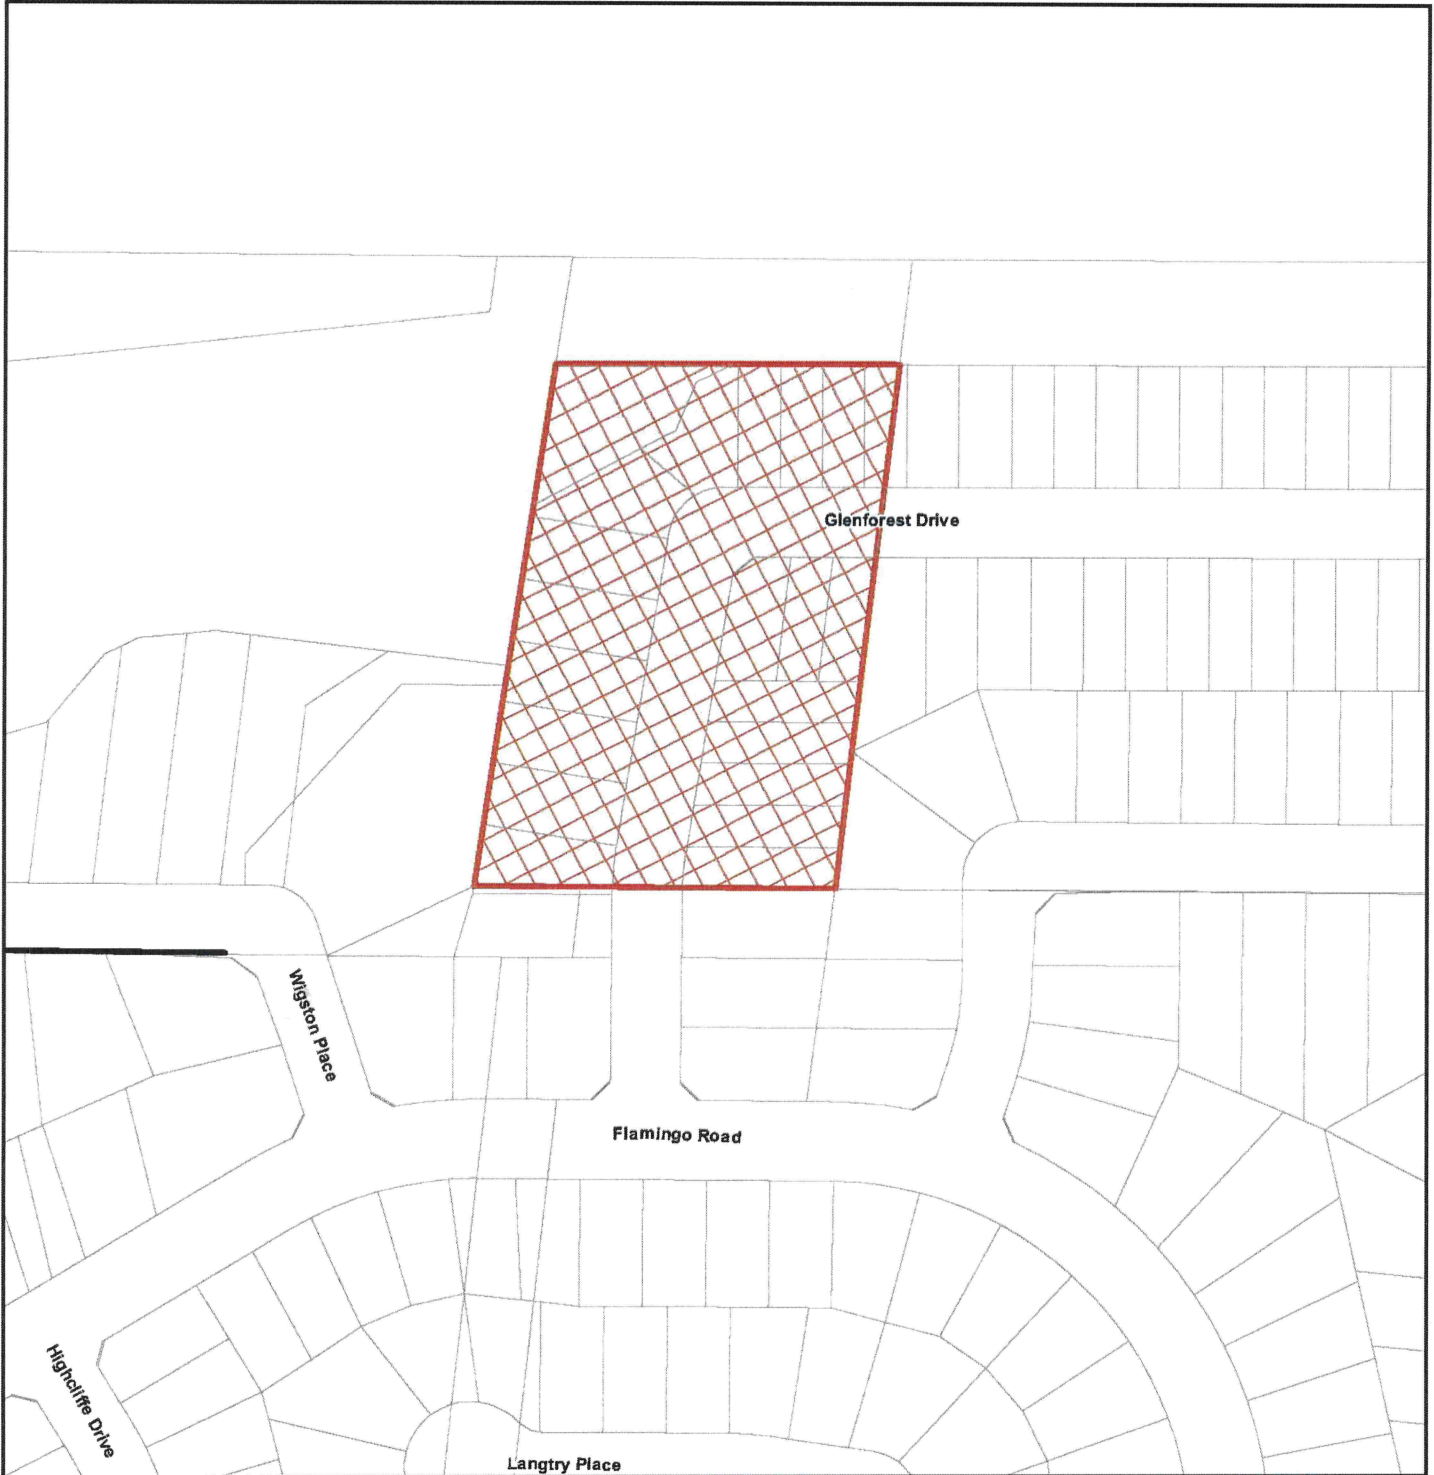 Glenforest Drive
Wigston Place
Flamingo Road
Highcliffe Drive
Langtry Place